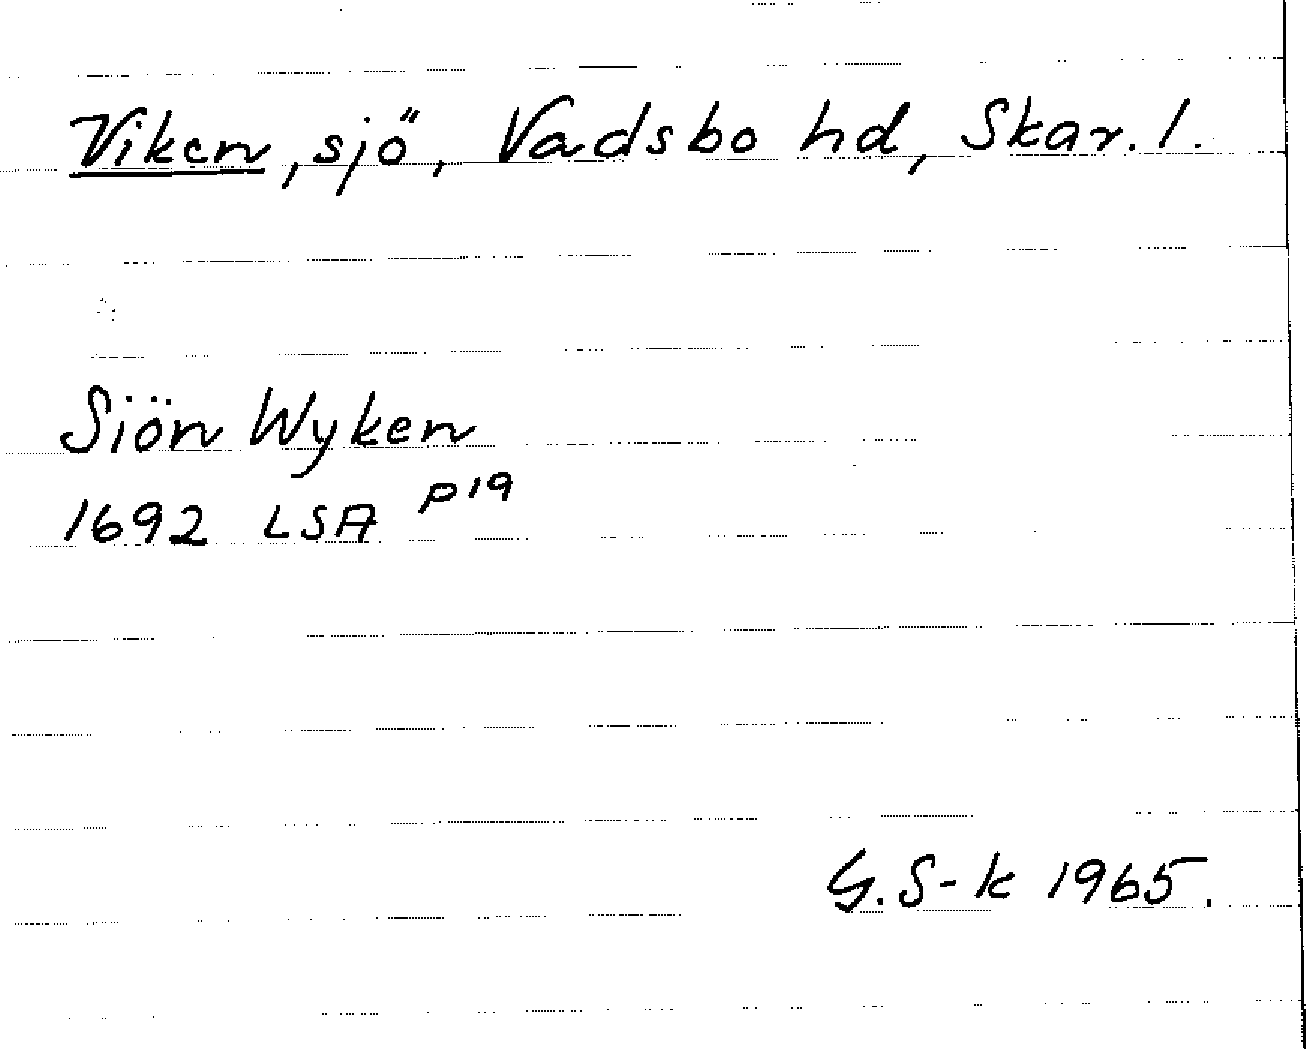 Viken, sjö, Vadsbo hd, Skar. l.
Siön Wyken
1692 LSA P19
G. S-k 1965.